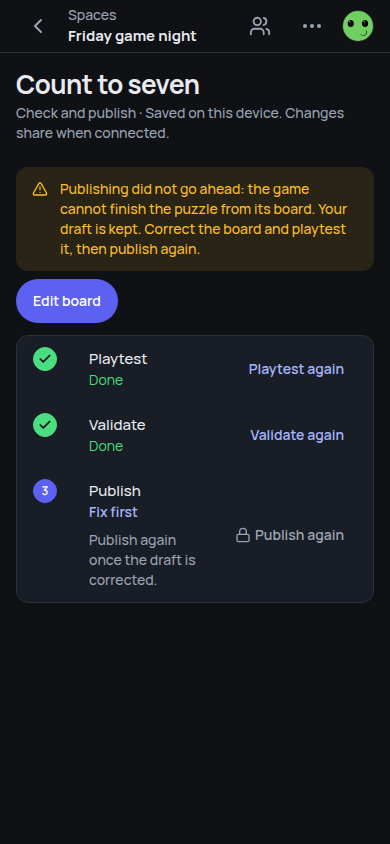 Spaces
Friday game night
Count to seven
Check and publish · Saved on this device. Changes
share when connected.
Publishing did not go ahead: the game
cannot finish the puzzle from its board. Your
draft is kept. Correct the board and playtest
it, then publish again.
Edit board
Playtest
Done
Playtest again
Validate
Done
Validate again
3
Publish
Fix first
Publish again
once the draft is
corrected.
Publish again